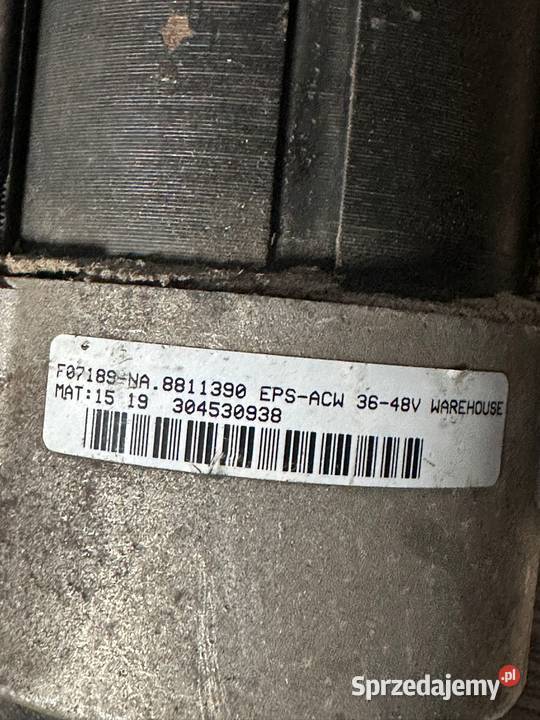 F07189-NA.8811390 EPS-ACW 36-48V WAREHOUSE
MAT:15 19 304530938
Sprzedajemy.pl